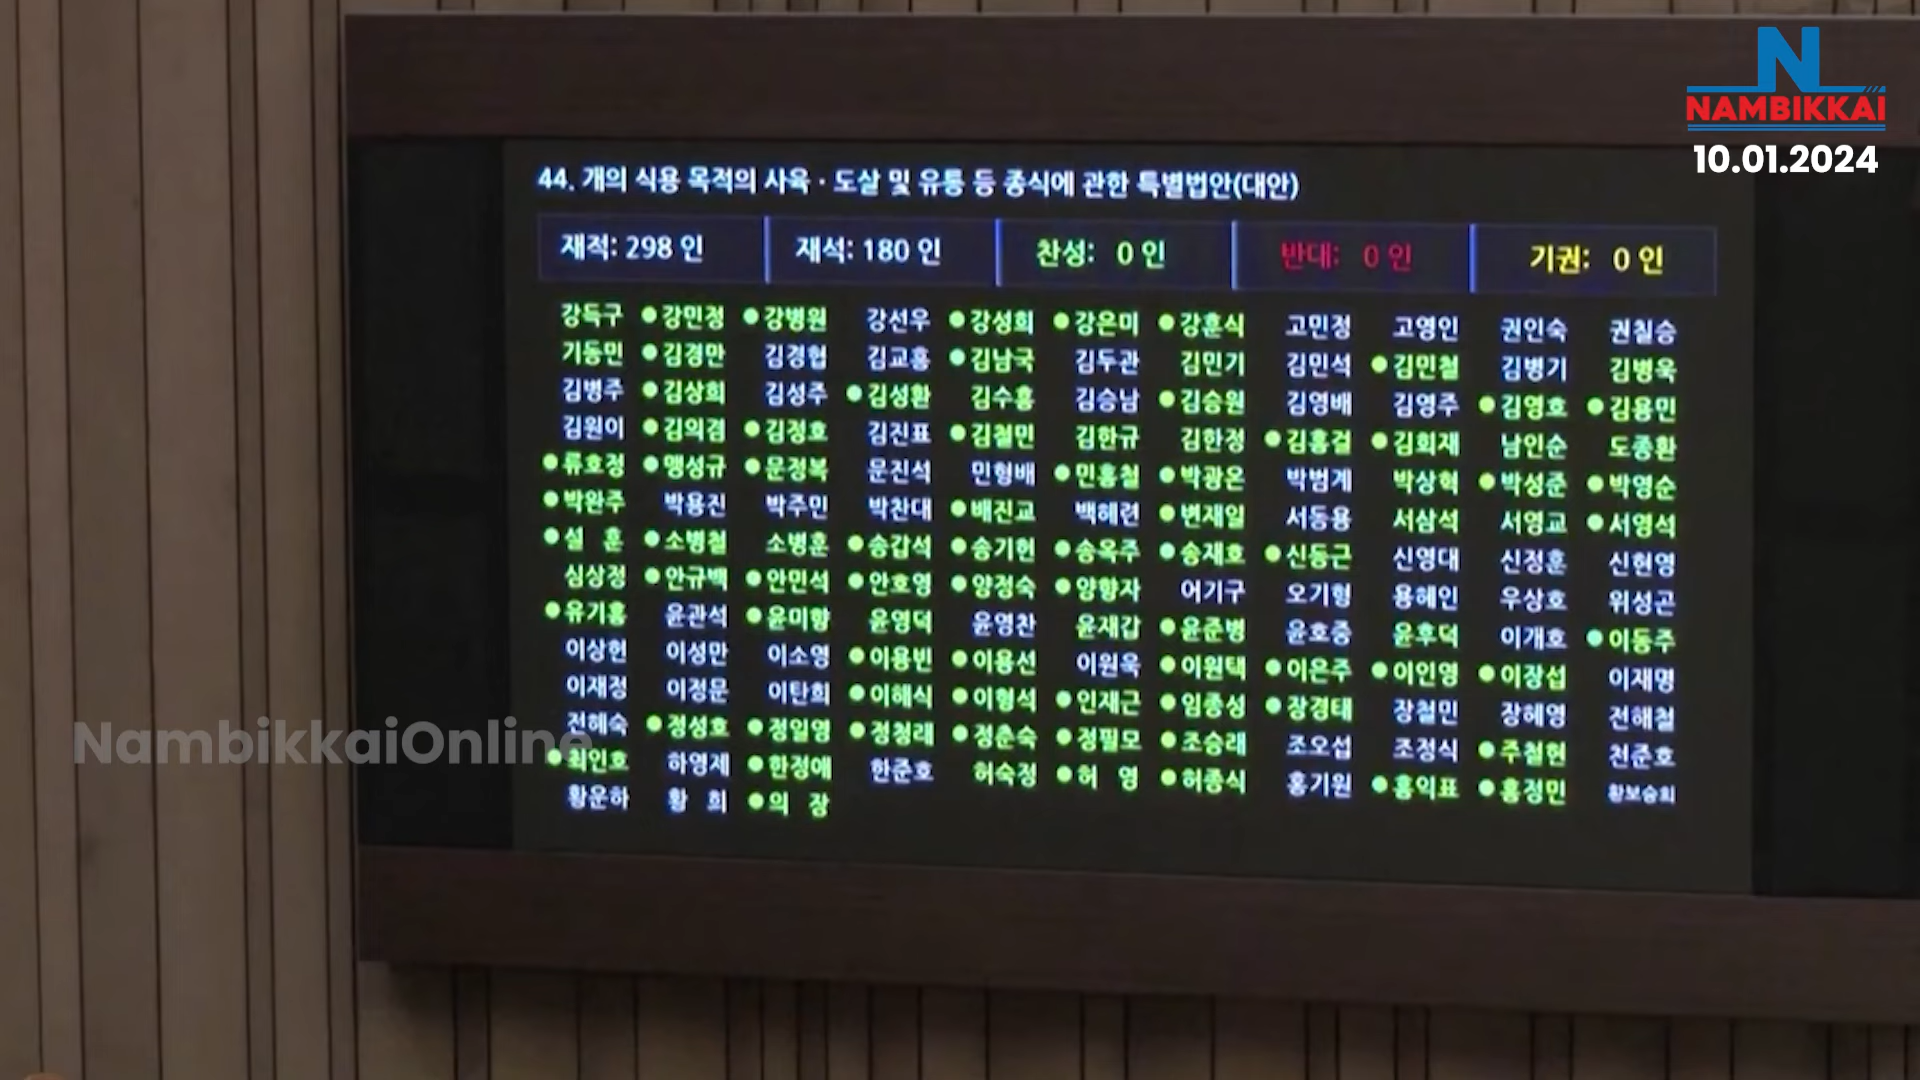 NAMBIKKAI
10.01.2024
44. 개의 식용 목적의 사육 · 도살 및 유통 등 종식에 관한 특별법안(대안)
재적: 298 인 재석: 180 인 찬성: 0 인 반대: 0 인 기권: 0 인
강득구 강민정 강병원 강선우 강성희 강은미 강훈식 고민정 고영인 권인숙 권칠승
기동민 김경만 김경협 김교흥 김남국 김두관 김민기 김민석 김민철 김병기 김병욱
김병주 김상희 김성주 김성환 김수흥 김승남 김승원 김영배 김영주 김영호 김용민
김원이 김의겸 김정호 김진표 김철민 김한규 김한정 김홍걸 김회재 남인순 도종환
류호정 맹성규 문정복 문진석 민형배 민홍철 박광온 박범계 박상혁 박성준 박영순
박완주 박용진 박주민 박찬대 배진교 백혜련 변재일 서동용 서삼석 서영교 서영석
설 훈 소병철 소병훈 송갑석 송기헌 송옥주 송재호 신동근 신영대 신정훈 신현영
심상정 안규백 안민석 안호영 양정숙 양향자 어기구 오기형 용혜인 우상호 위성곤
유기홍 윤관석 윤미향 윤영덕 윤영찬 윤재갑 윤준병 윤호중 윤후덕 이개호 이동주
이상헌 이성만 이소영 이용빈 이용선 이원욱 이원택 이은주 이인영 이장섭 이재명
이재정 이정문 이탄희 이해식 이형석 인재근 임종성 장경태 장철민 장혜영 전해철
전혜숙 정성호 정일영 정청래 정춘숙 정필모 조승래 조오섭 조정식 주철현 천준호
최인호 하영제 한정애 한준호 허숙정 허 영 허종식 홍기원 홍익표 홍정민 황보승희
황운하 황 희 의 장
NambikkaiOnline